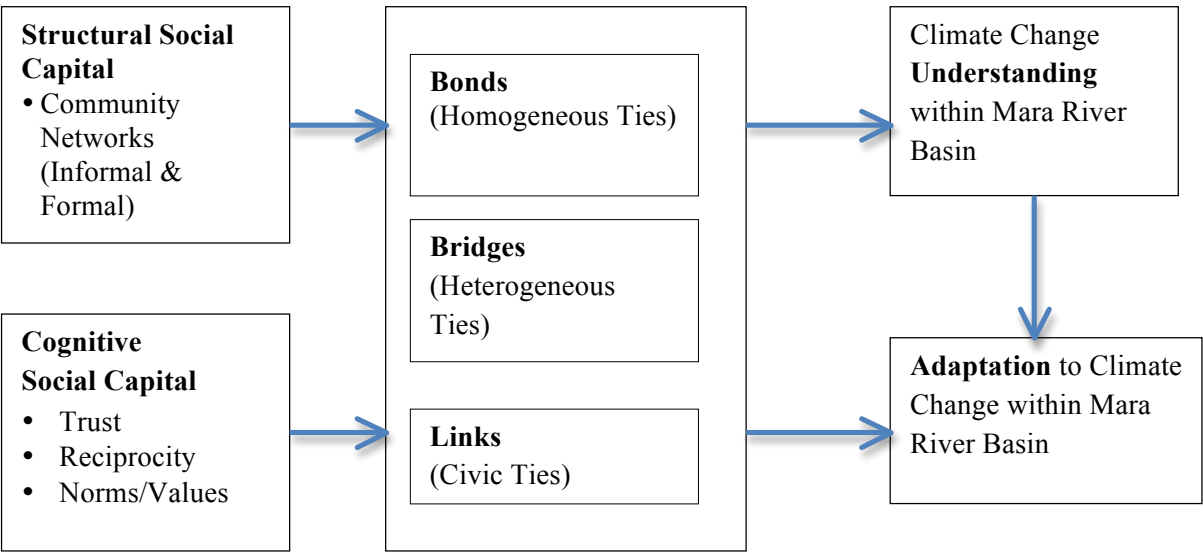 Structural Social
Capital
• Community
Networks
(Informal &
Formal)
Cognitive
Social Capital
• Trust
• Reciprocity
• Norms/Values
Bonds
(Homogeneous Ties)
Bridges
(Heterogeneous
Ties)
Links
(Civic Ties)
Climate Change
Understanding
within Mara River
Basin
Adaptation to Climate
Change within Mara
River Basin